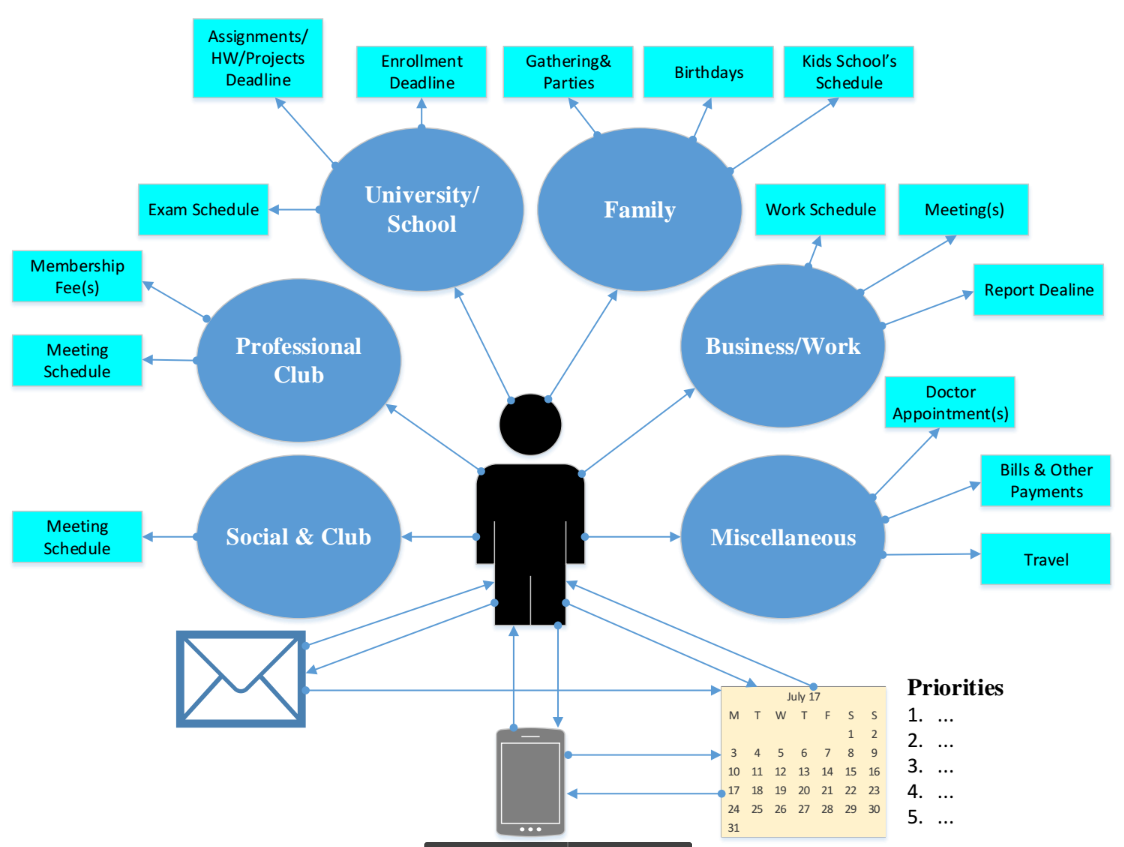 Assignments/
HW/Projects
Deadline
Enrollment
Deadline
Gathering&
Parties
Birthdays
Kids School's
Schedule
University/
School
Family
Exam Schedule
Work Schedule
Meeting(s)
Membership
Fee(s)
Report Dealine
Professional
Club
Business/Work
Meeting
Schedule
Doctor
Appointment(s)
Bills & Other
Payments
Meeting
Schedule
Social & Club
Miscellaneous
Travel
July 17
M T W T F S S
1 2
3 4 5 6 7 8 9
10 11 12 13 14 15 16
17 18 19 20 21 22 23
24 25 26 27 28 29 30
31
Priorities
1. ...
2. ...
3. ...
4. ...
5. ...